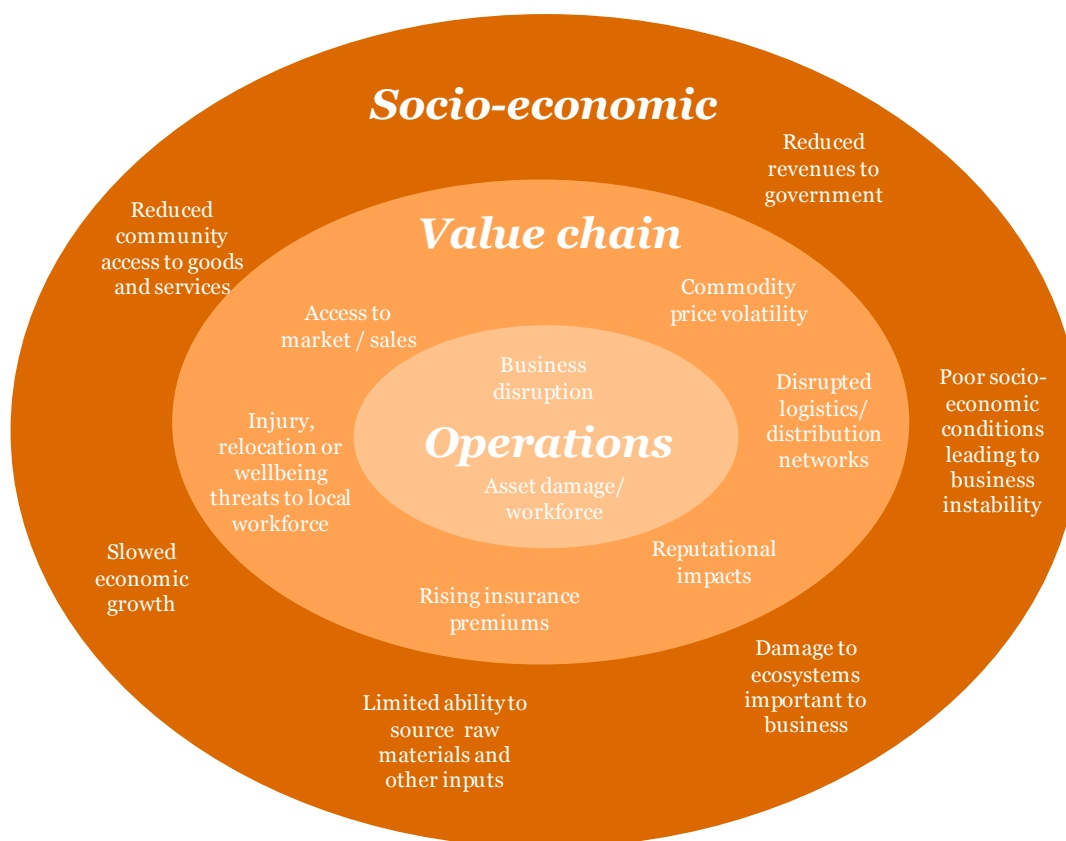 Socio-economic
Reduced
revenues to
government
Reduced
community
access to goods
and services
Value chain
Commodity
price volatility
Access to
market / sales
Business
disruption
Disrupted
logistics/
distribution
networks
Poor socio-
economic
conditions
leading to
business
instability
Injury,
relocation or
wellbeing
threats to local
workforce
Operations
Asset damage/
workforce
Slowed
economic
growth
Reputational
impacts
Rising insurance
premiums
Damage to
ecosystems
important to
business
Limited ability to
source raw
materials and
other inputs